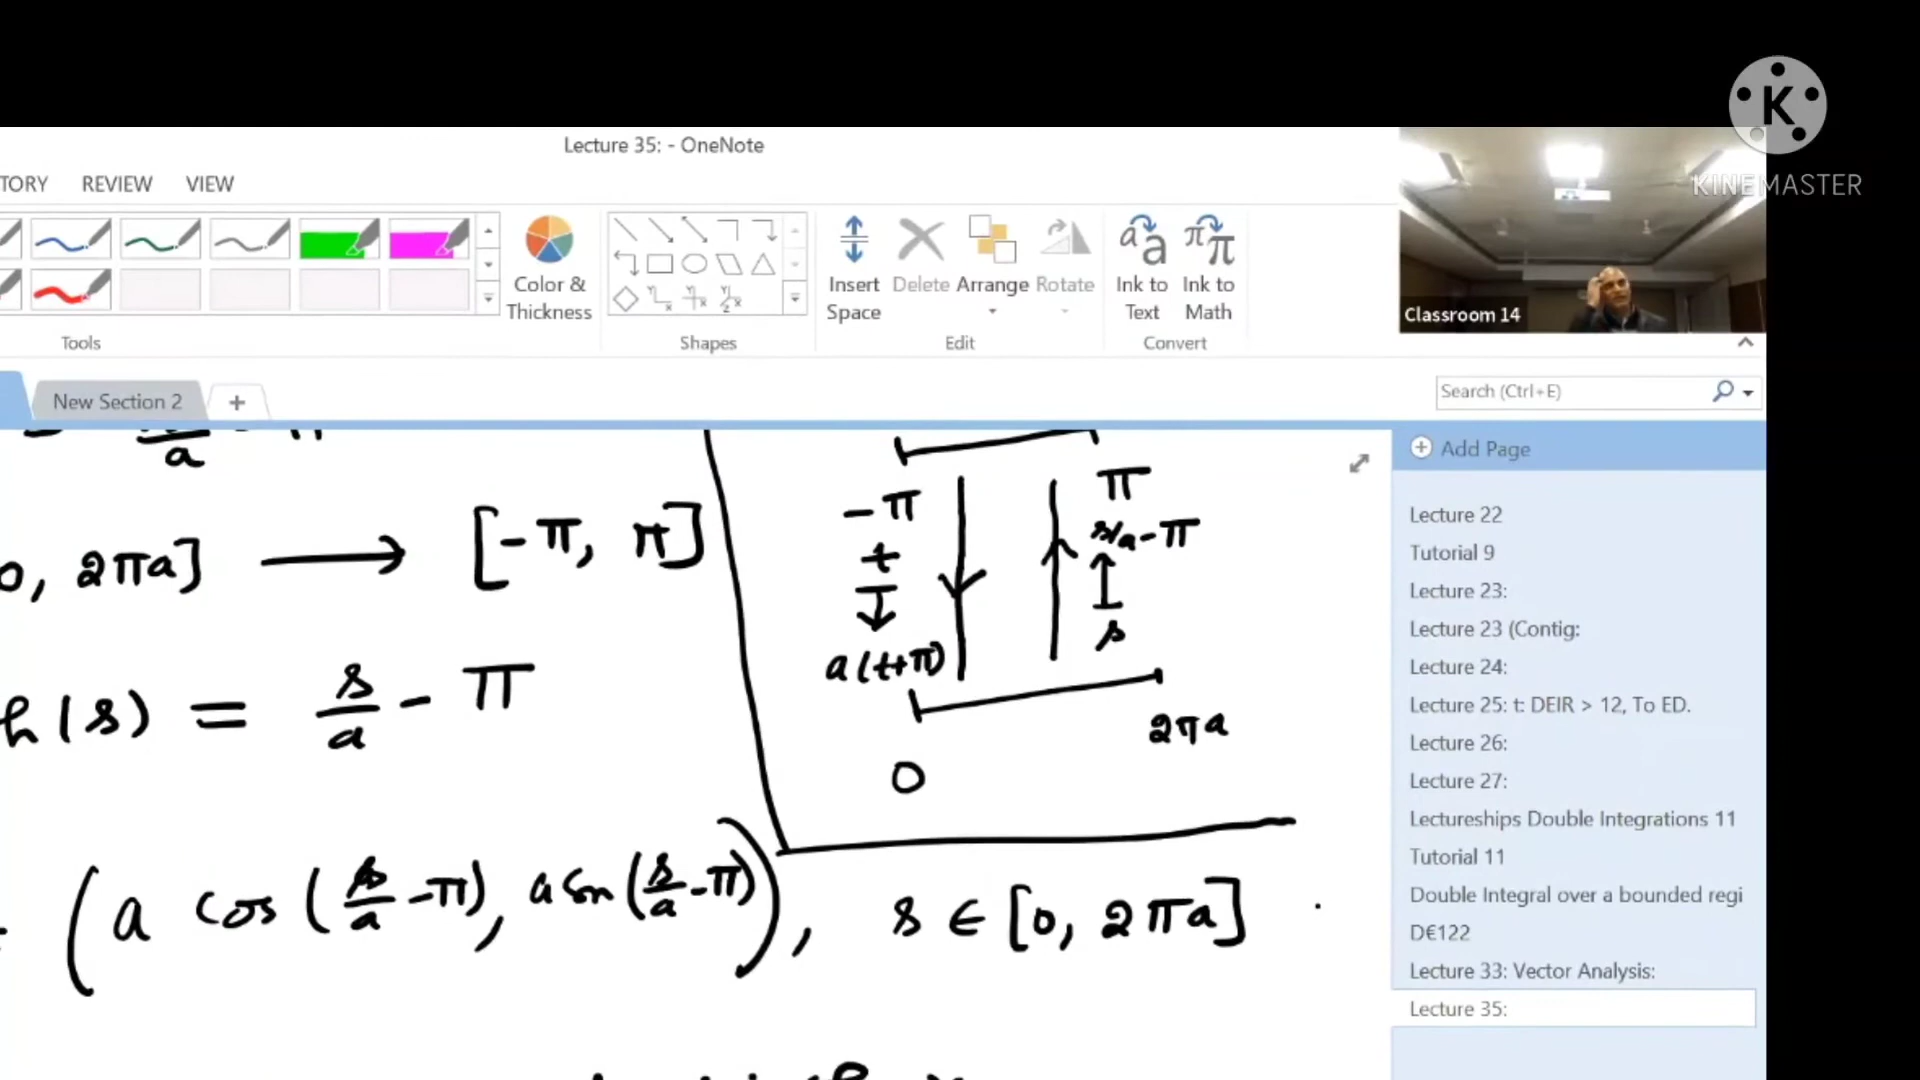 K
KINEMASTER
Lecture 35: - OneNote
TORY REVIEW VIEW
Color & Thickness
Insert Space
Delete
Arrange
Rotate
Ink to Text
Ink to Math
Tools
Shapes
Edit
Convert
Classroom 14
New Section 2
Search (Ctrl+E)
0, 2πa] → [-π, π]
h(s) = s/a - π
(a cos(s/a - π), a sin(s/a - π)), s ∈ [0, 2πa]
-π
t
a(t+π)
π
s/a - π
s
0
2πa
Add Page
Lecture 22
Tutorial 9
Lecture 23:
Lecture 23 (Contig:
Lecture 24:
Lecture 25: t: DEIR > 12, To ED.
Lecture 26:
Lecture 27:
Lectureships Double Integrations 11
Tutorial 11
Double Integral over a bounded regi
D€122
Lecture 33: Vector Analysis:
Lecture 35: